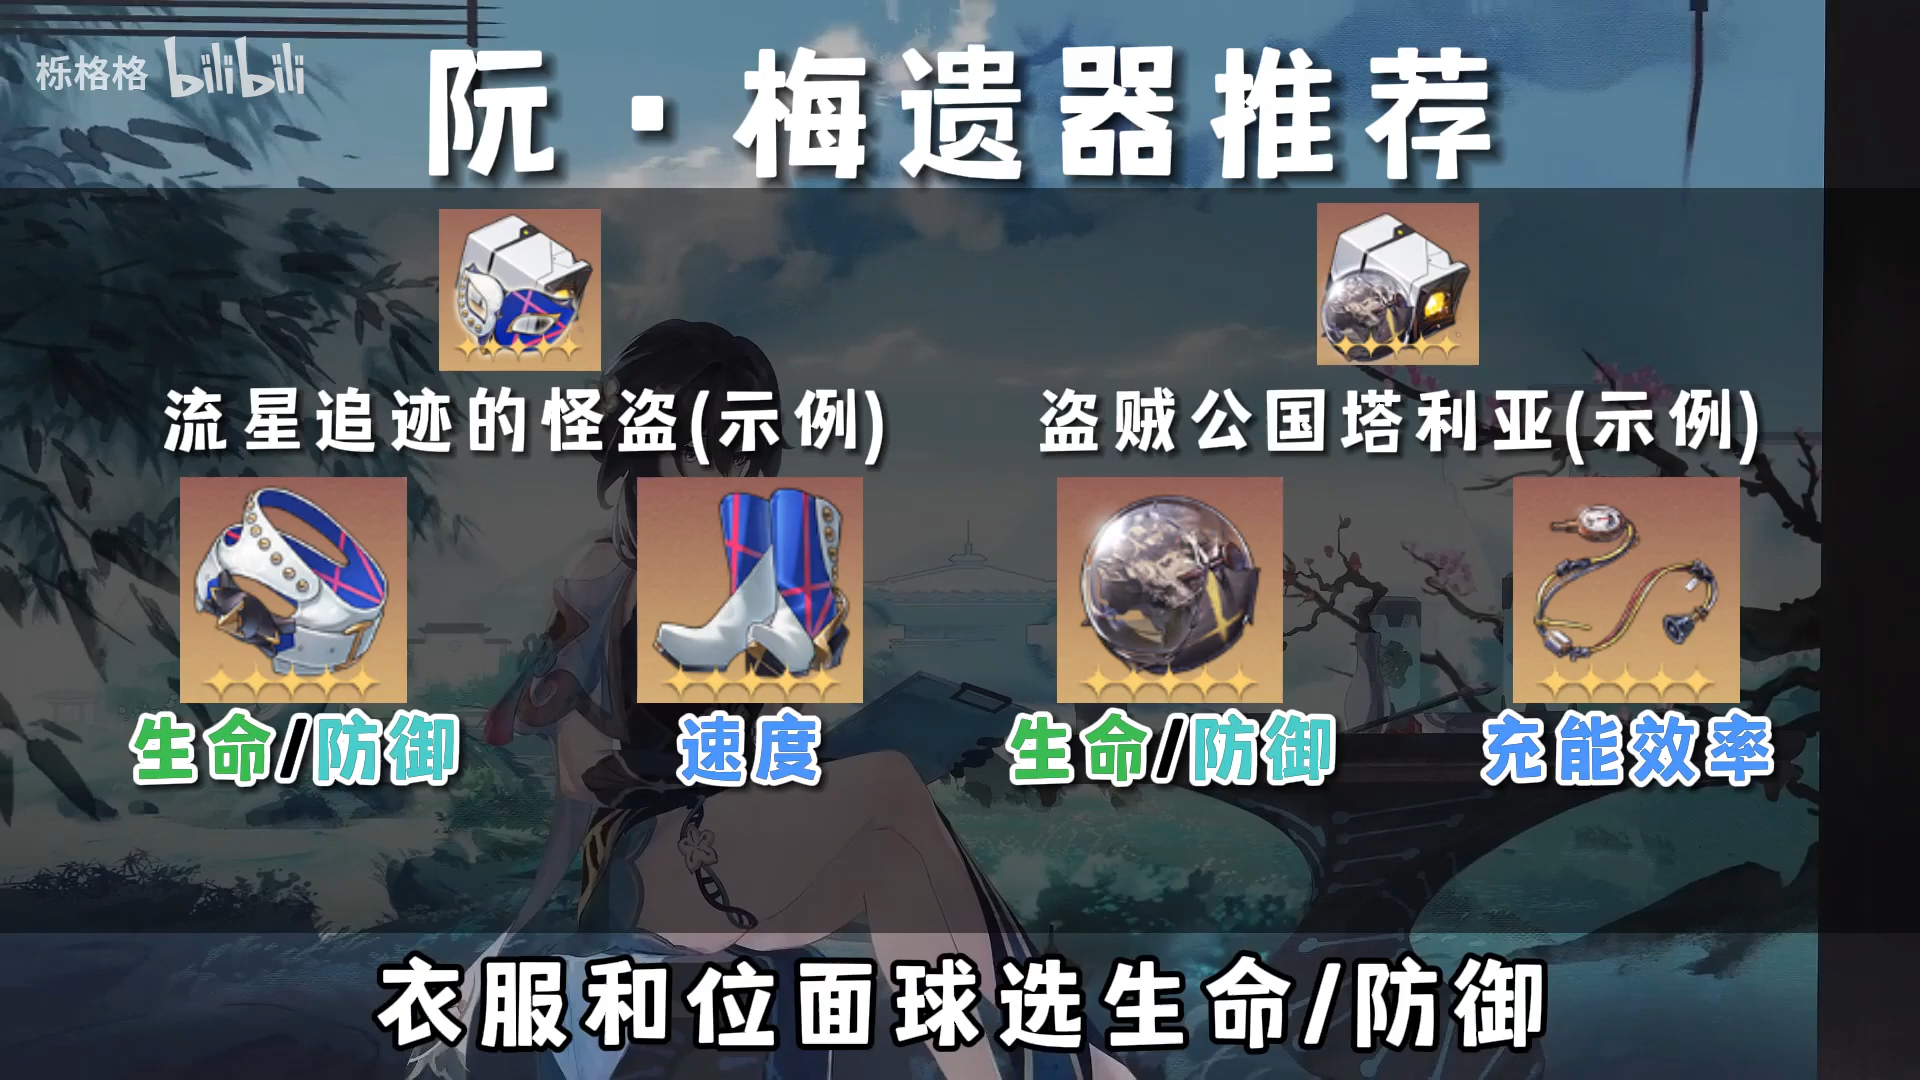 栎格格 bilibili
阮·梅遗器推荐
流星追迹的怪盗(示例) 盗贼公国塔利亚(示例)
生命/防御 速度 生命/防御 充能效率
衣服和位面球选生命/防御